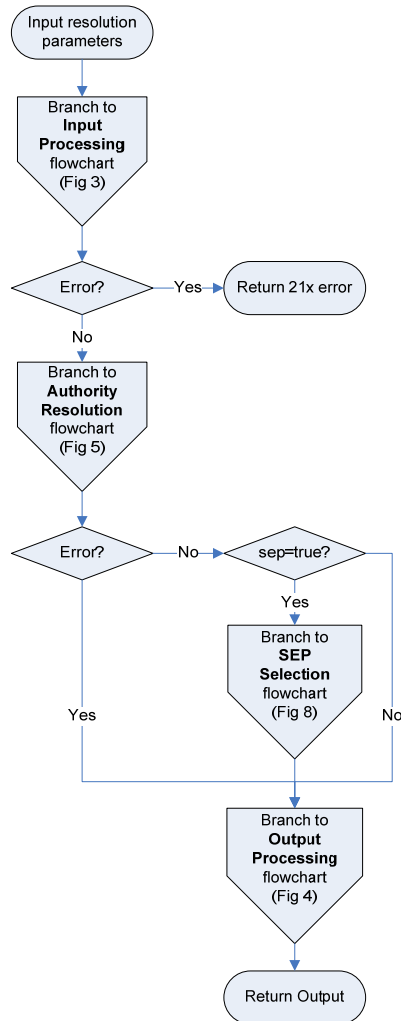 Input resolution
parameters
Branch to
Input
Processing
flowchart
(Fig 3)
Error?
Yes
Return 21x error
No
Branch to
Authority
Resolution
flowchart
(Fig 5)
Error?
No
sep=true?
Yes
Branch to
SEP
Selection
flowchart
(Fig 8)
Yes
No
Branch to
Output
Processing
flowchart
(Fig 4)
Return Output